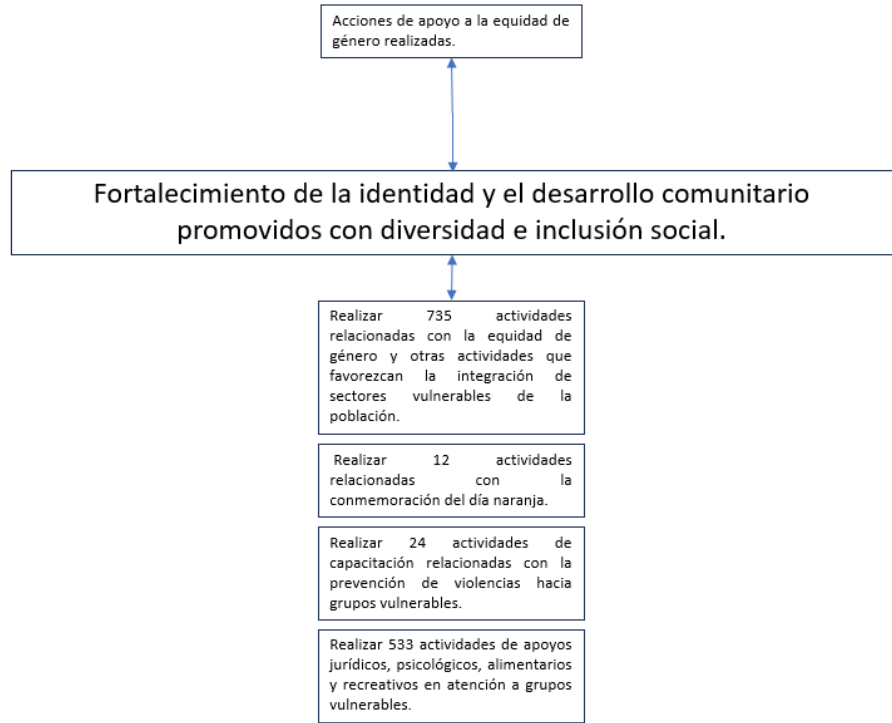 Acciones de apoyo a la equidad de
género realizadas.
Fortalecimiento de la identidad y el desarrollo comunitario
promovidos con diversidad e inclusión social.
Realizar 735 actividades
relacionadas con la equidad de
género y otras actividades que
favorezcan la integración de
sectores vulnerables de la
población.
Realizar 12 actividades
relacionadas con la
conmemoración del día naranja.
Realizar 24 actividades de
capacitación relacionadas con la
prevención de violencias hacia
grupos vulnerables.
Realizar 533 actividades de apoyos
jurídicos, psicológicos, alimentarios
y recreativos en atención a grupos
vulnerables.